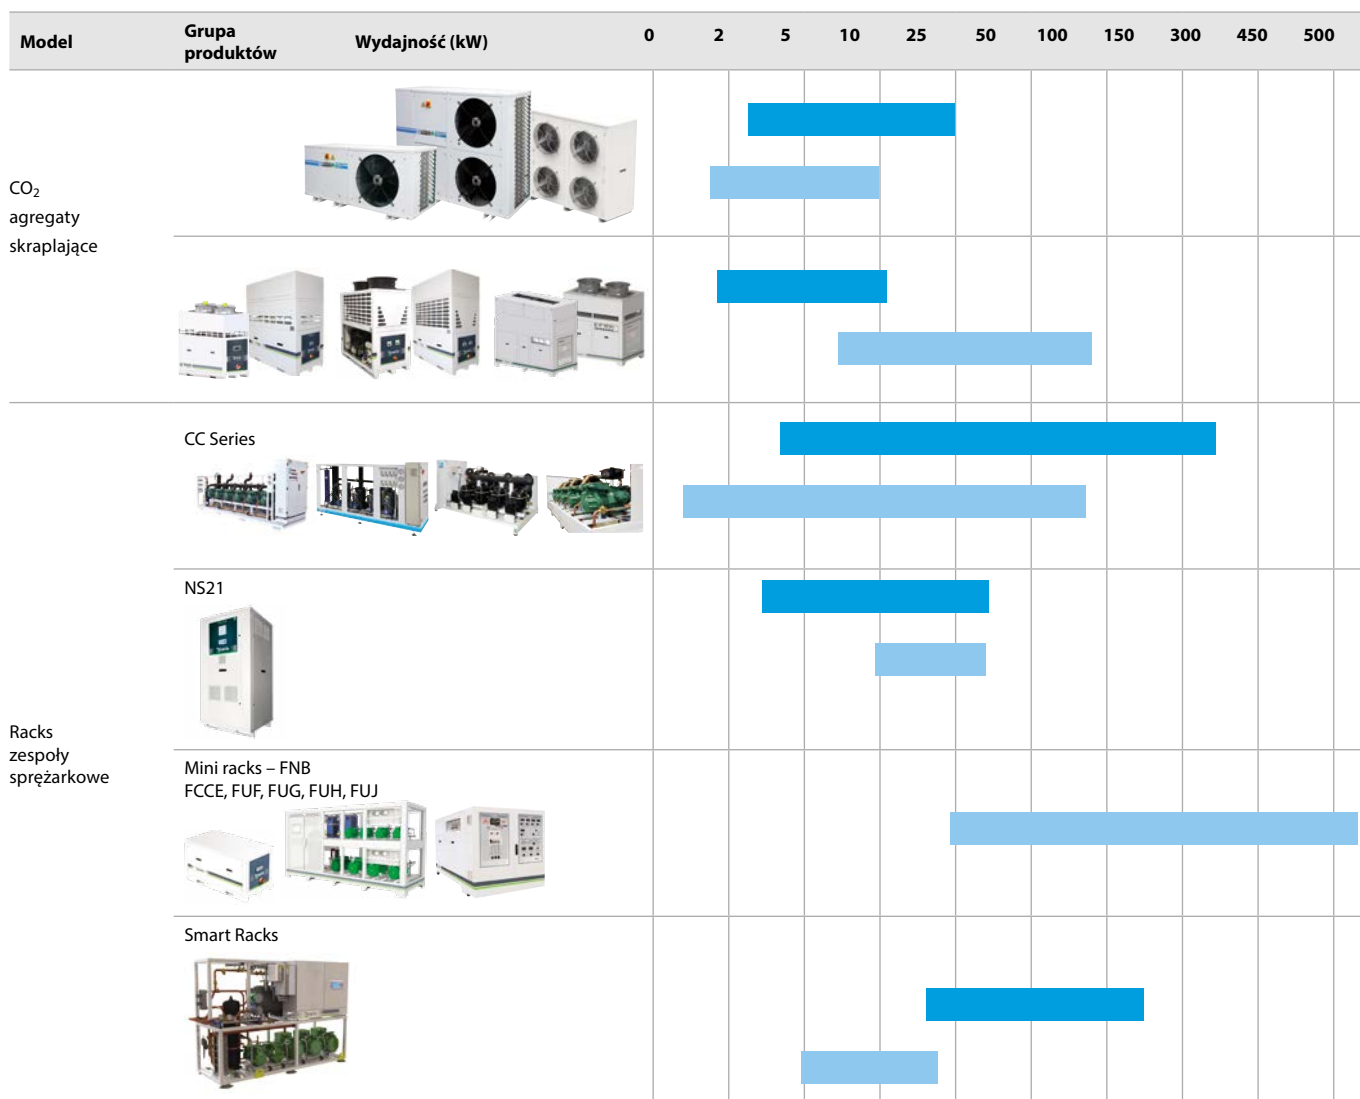 Model
Grupa
produktów
Wydajność (kW)
0 2 5 10 25 50 100 150 300 450 500
CO₂
agregaty
skraplające
CC Series
NS21
Racks
zespoły
sprężarkowe
Mini racks – FNB
FCCE, FUF, FUG, FUH, FUJ
Smart Racks